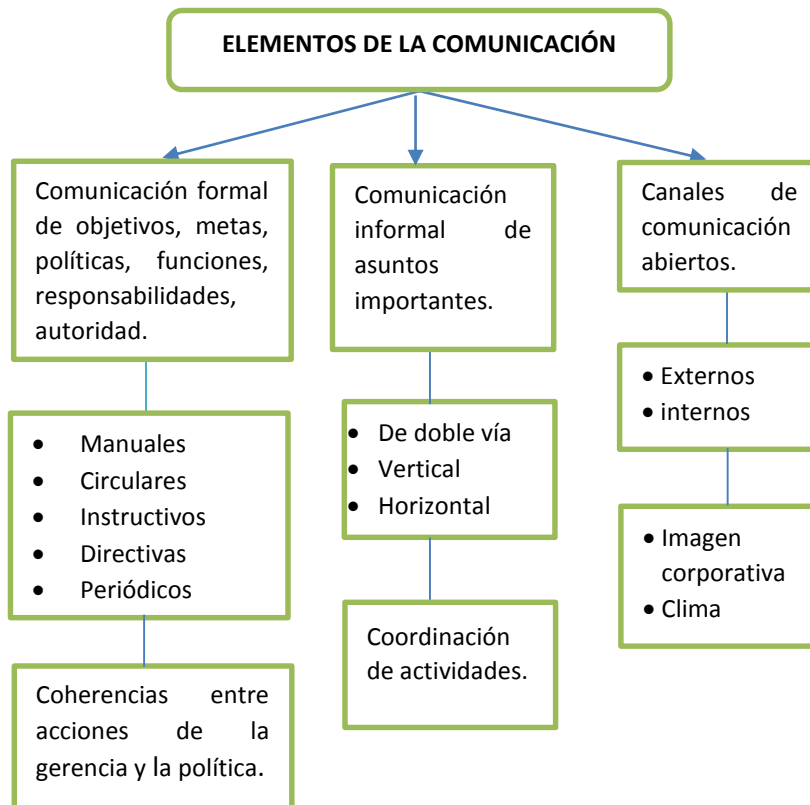 ELEMENTOS DE LA COMUNICACIÓN
Comunicación formal
de objetivos, metas,
políticas, funciones,
responsabilidades,
autoridad.
• Manuales
• Circulares
• Instructivos
• Directivas
• Periódicos
Coherencias entre
acciones de la
gerencia y la política.
Comunicación
informal de
asuntos
importantes.
• De doble vía
• Vertical
• Horizontal
Coordinación
de actividades.
Canales de
comunicación
abiertos.
• Externos
• internos
• Imagen
corporativa
• Clima